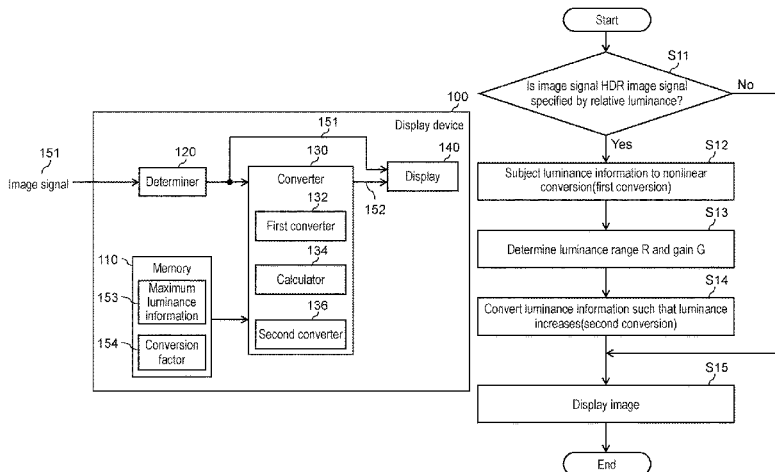 100
Display device
151
Image signal
120
Determiner
151
130
Converter
140
Display
152
132
First converter
134
Calculator
136
Second converter
110
Memory
153
Maximum
luminance
information
154
Conversion
factor
Start
S11
Is image signal HDR image signal
specified by relative luminance?
No
Yes
S12
Subject luminance information to nonlinear
conversion(first conversion)
S13
Determine luminance range R and gain G
S14
Convert luminance information such that luminance
increases(second conversion)
S15
Display image
End